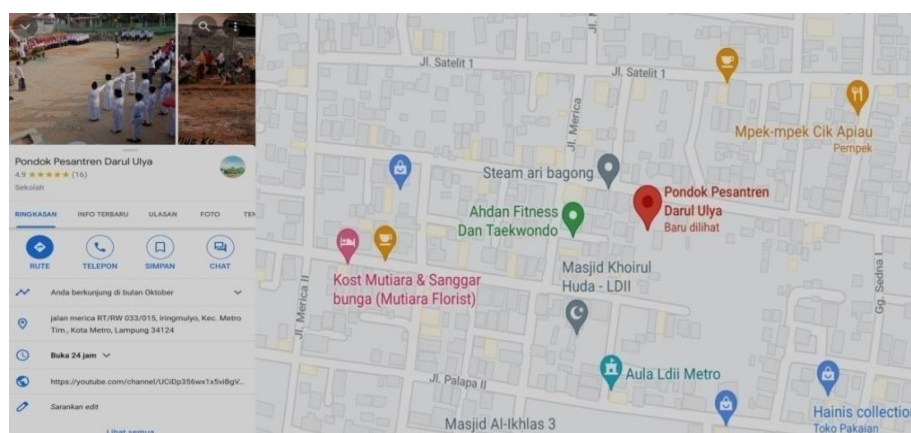 Pondok Pesantren Darul Ulya
4,9 ★★★★★ (16)
Sekolah
RINGKASAN INFO TERBARU ULASAN FOTO TEN
RUTE TELEPON SIMPAN CHAT
Anda berkunjung di bulan Oktober
jalan merica RT/RW 033/015, Iringmulyo, Kec. Metro
Tim., Kota Metro, Lampung 34124
Buka 24 jam
Sarankan edit
Lihat semua
Jl. Satelit 1
Jl. Satelit 1
Jl. Merica
Mpek-mpek Cik Apiau
Pempek
Steam ari bagong
Pondok Pesantren
Darul Ulya
Baru dilihat
Ahdan Fitness
Dan Taekwondo
Masjid Khoirul
Huda - LDII
Kost Mutiara & Sanggar
bunga (Mutiara Florist)
Jl. Merica II
Gg. Sedna I
Aula Ldii Metro
Jl. Palapa II
Masjid Al-Ikhlas 3
Hainis collection
Toko Pakaian